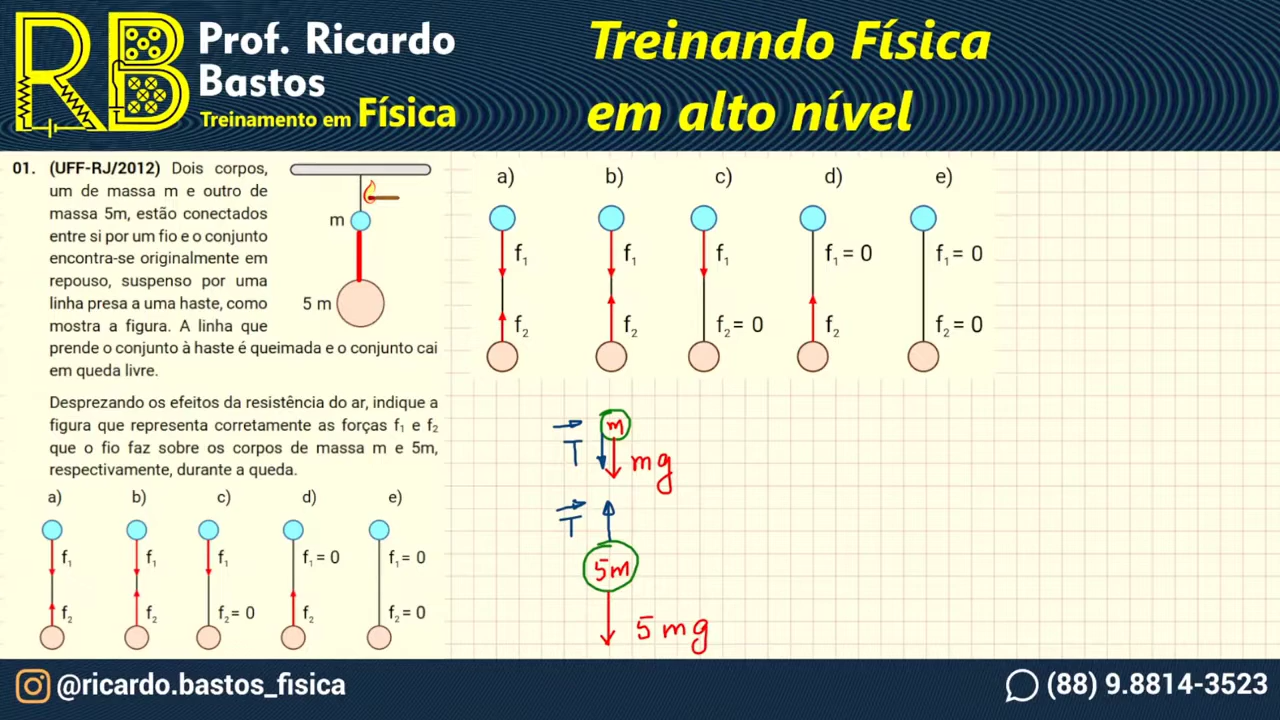 RB
Prof. Ricardo
Bastos
Treinamento em Física
Treinando Física
em alto nível
01. (UFF-RJ/2012) Dois corpos,
um de massa m e outro de
massa 5m, estão conectados
entre si por um fio e o conjunto
encontra-se originalmente em
repouso, suspenso por uma
linha presa a uma haste, como
mostra a figura. A linha que
prende o conjunto à haste é queimada e o conjunto cai
em queda livre.
m
5 m
Desprezando os efeitos da resistência do ar, indique a
figura que representa corretamente as forças f₁ e f₂
que o fio faz sobre os corpos de massa m e 5m,
respectivamente, durante a queda.
a) b) c) d) e)
f₁ f₁ f₁ f₁ = 0 f₁ = 0
f₂ f₂ f₂ = 0 f₂ f₂ = 0
a) b) c) d) e)
f₁ f₁ f₁ f₁ = 0 f₁ = 0
f₂ f₂ f₂ = 0 f₂ f₂ = 0
m
T
mg
T
5m
5mg
@ricardo.bastos_fisica
(88) 9.8814-3523